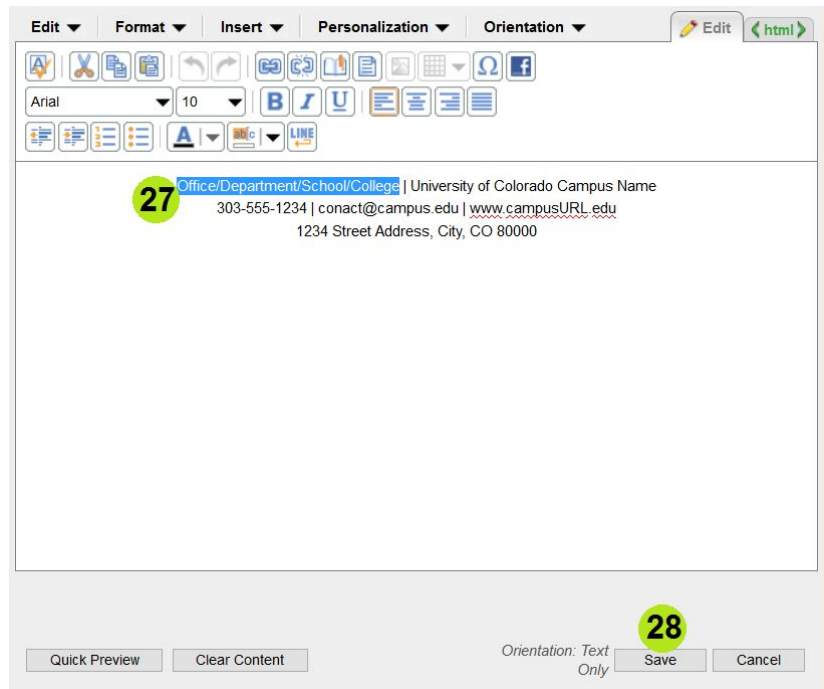 Edit Format Insert Personalization Orientation Edit <html>
Ω f
Arial 10 B I U
A abc LINE
27 Office/Department/School/College | University of Colorado Campus Name
303-555-1234 | conact@campus.edu | www.campusURL.edu
1234 Street Address, City, CO 80000
28
Quick Preview Clear Content Orientation: Text Save Cancel
Only